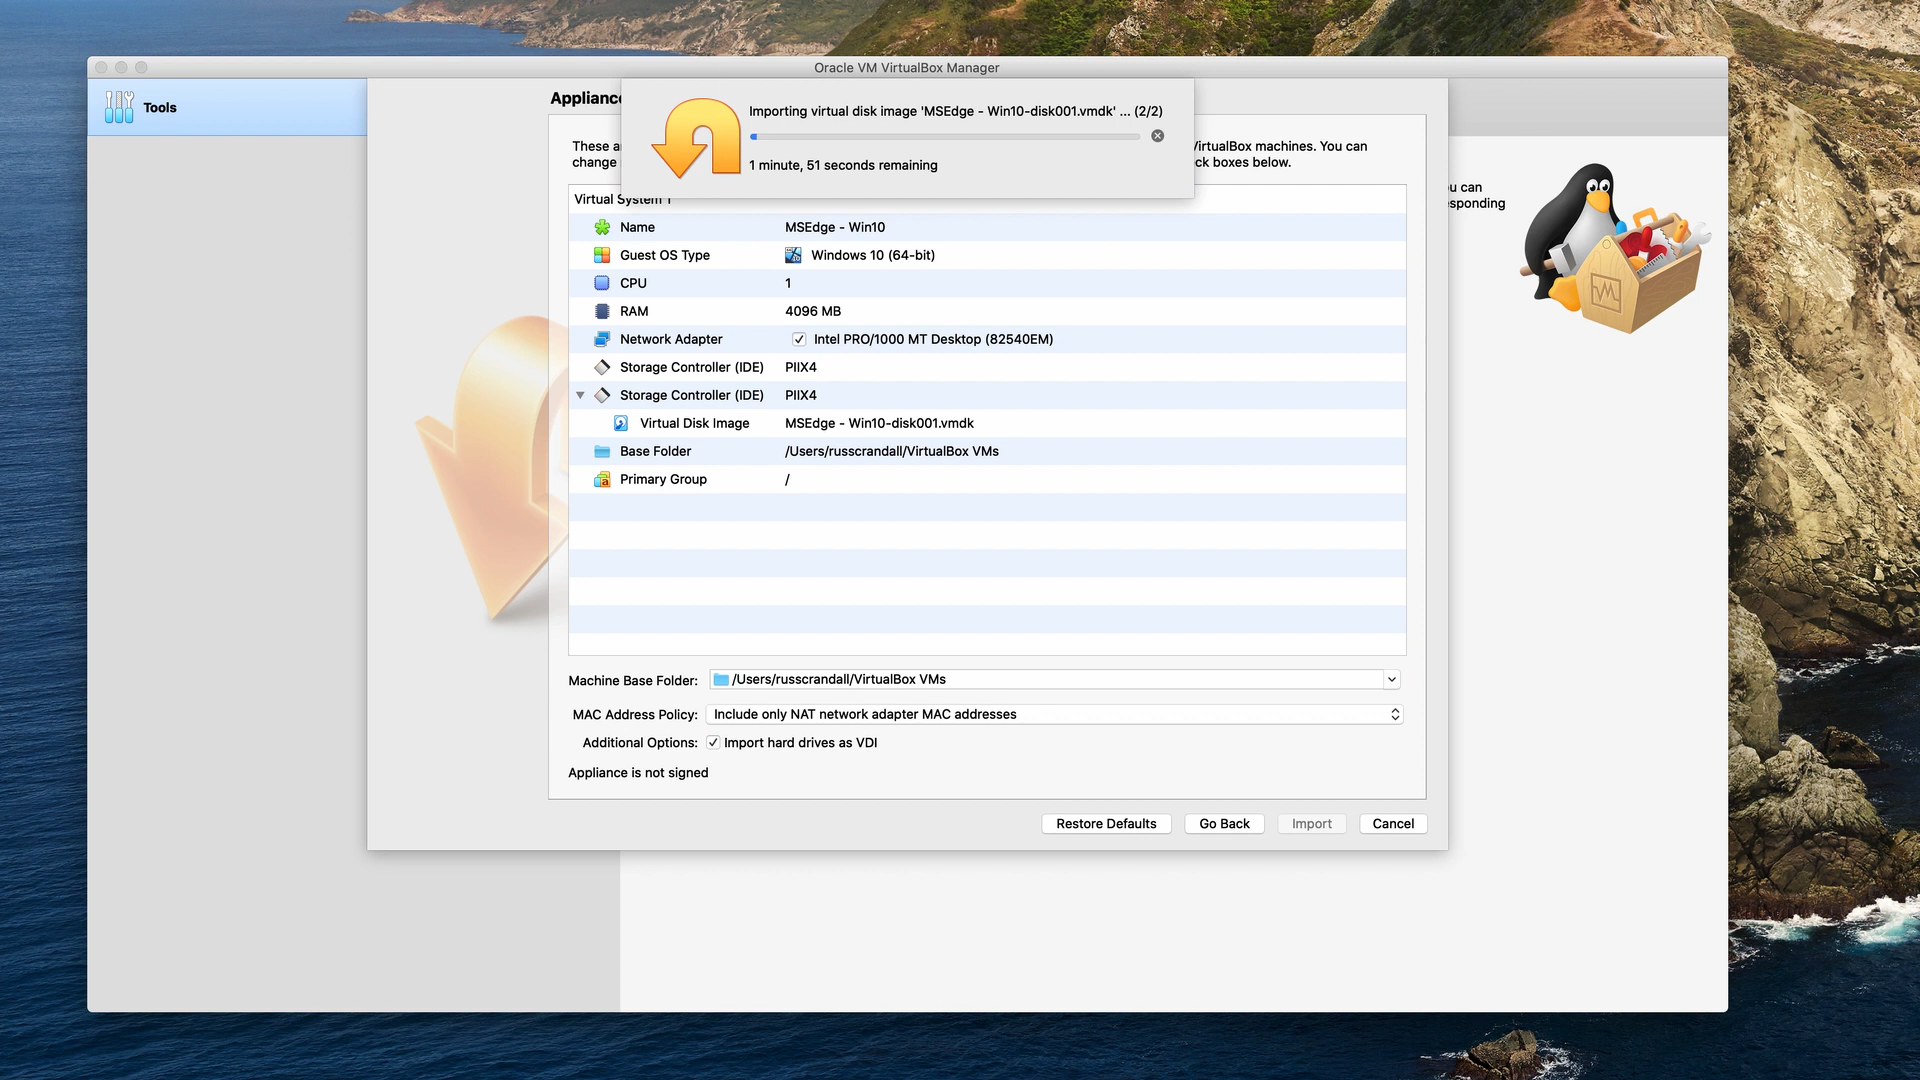 Oracle VM VirtualBox Manager
Tools
Appliance
Importing virtual disk image 'MSEdge - Win10-disk001.vmdk' ... (2/2)
1 minute, 51 seconds remaining
These
VirtualBox machines. You can
change
boxes below.
can
Virtual System 1
Name MSEdge - Win10
Guest OS Type Windows 10 (64-bit)
CPU 1
RAM 4096 MB
Network Adapter Intel PRO/1000 MT Desktop (82540EM)
Storage Controller (IDE) PIIX4
Storage Controller (IDE) PIIX4
Virtual Disk Image MSEdge - Win10-disk001.vmdk
Base Folder /Users/russcrandall/VirtualBox VMs
Primary Group /
Machine Base Folder: /Users/russcrandall/VirtualBox VMs
MAC Address Policy: Include only NAT network adapter MAC addresses
Additional Options: Import hard drives as VDI
Appliance is not signed
Restore Defaults Go Back Import Cancel